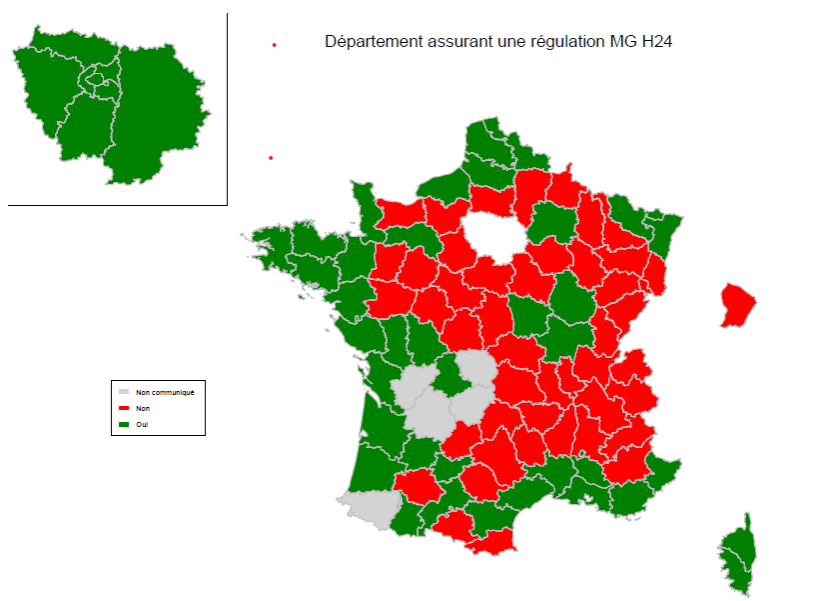 Département assurant une régulation MG H24
Non communiqué
Non
Oui